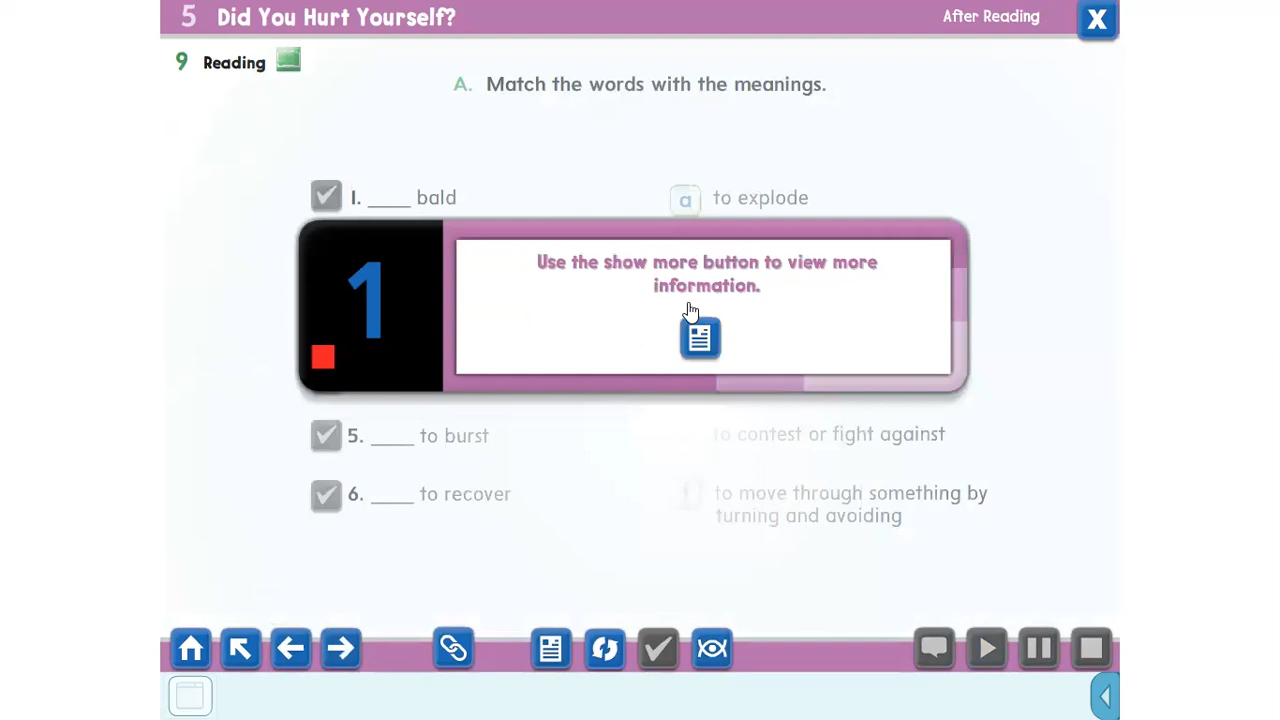 5 Did You Hurt Yourself?
After Reading
X
9 Reading
A. Match the words with the meanings.
1. ____ bald
a to explode
1
Use the show more button to view more
information.
5. ____ to burst
to contest or fight against
6. ____ to recover
f to move through something by
turning and avoiding